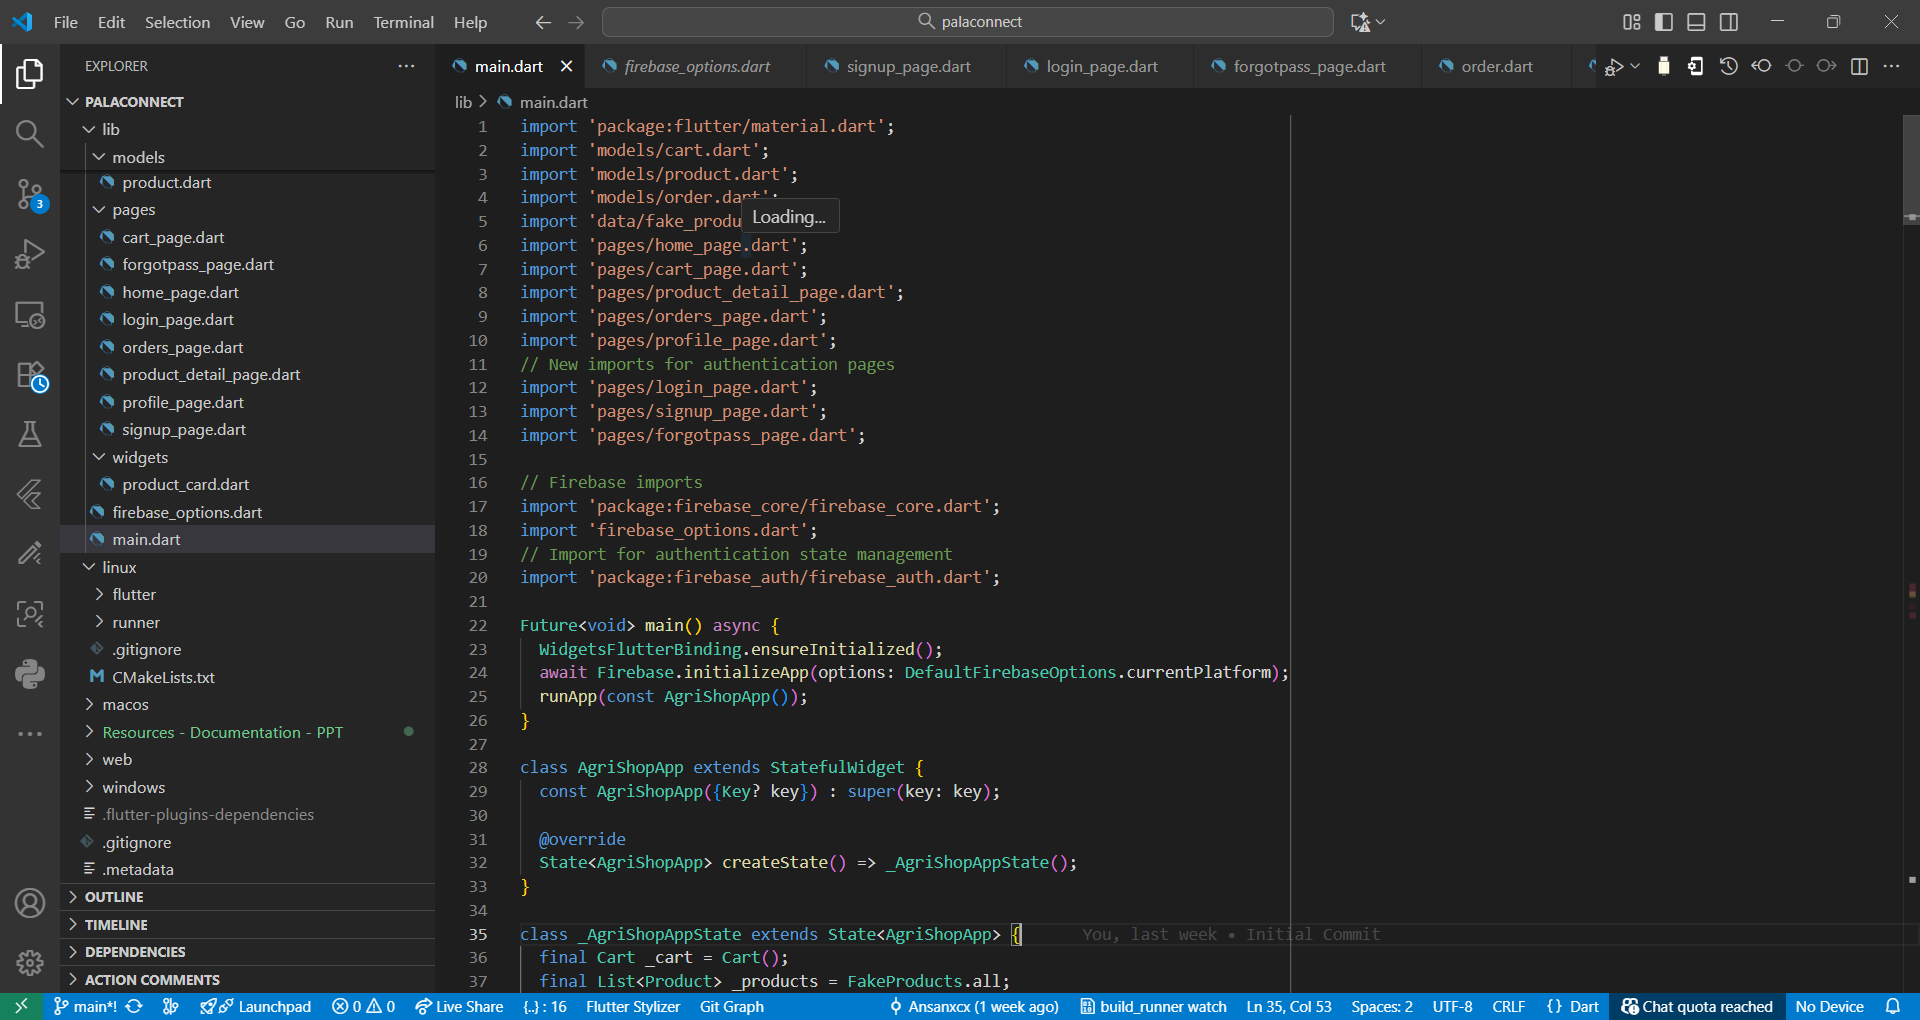 File Edit Selection View Go Run Terminal Help
palaconnect
EXPLORER
PALACONNECT
lib
models
product.dart
pages
cart_page.dart
forgotpass_page.dart
home_page.dart
login_page.dart
orders_page.dart
product_detail_page.dart
profile_page.dart
signup_page.dart
widgets
product_card.dart
firebase_options.dart
main.dart
linux
flutter
runner
.gitignore
CMakeLists.txt
macos
Resources - Documentation - PPT
web
windows
.flutter-plugins-dependencies
.gitignore
.metadata
OUTLINE
TIMELINE
DEPENDENCIES
ACTION COMMENTS
3
main.dart firebase_options.dart signup_page.dart login_page.dart forgotpass_page.dart order.dart
lib > main.dart
1 import 'package:flutter/material.dart';
2 import 'models/cart.dart';
3 import 'models/product.dart';
4 import 'models/order.dart';
5 import 'data/fake_produ
Loading...
6 import 'pages/home_page.dart';
7 import 'pages/cart_page.dart';
8 import 'pages/product_detail_page.dart';
9 import 'pages/orders_page.dart';
10 import 'pages/profile_page.dart';
11 // New imports for authentication pages
12 import 'pages/login_page.dart';
13 import 'pages/signup_page.dart';
14 import 'pages/forgotpass_page.dart';
15
16 // Firebase imports
17 import 'package:firebase_core/firebase_core.dart';
18 import 'firebase_options.dart';
19 // Import for authentication state management
20 import 'package:firebase_auth/firebase_auth.dart';
21
22 Future<void> main() async {
23 WidgetsFlutterBinding.ensureInitialized();
24 await Firebase.initializeApp(options: DefaultFirebaseOptions.currentPlatform);
25 runApp(const AgriShopApp());
26 }
27
28 class AgriShopApp extends StatefulWidget {
29 const AgriShopApp({Key? key}) : super(key: key);
30
31 @override
32 State<AgriShopApp> createState() => _AgriShopAppState();
33 }
34
35 class _AgriShopAppState extends State<AgriShopApp> { You, last week • Initial Commit
36 final Cart _cart = Cart();
37 final List<Product> _products = FakeProducts.all;
main*! Launchpad 0 0 Live Share {..} : 16 Flutter Stylizer Git Graph Ansanxcx (1 week ago) build_runner watch Ln 35, Col 53 Spaces: 2 UTF-8 CRLF {} Dart Chat quota reached No Device